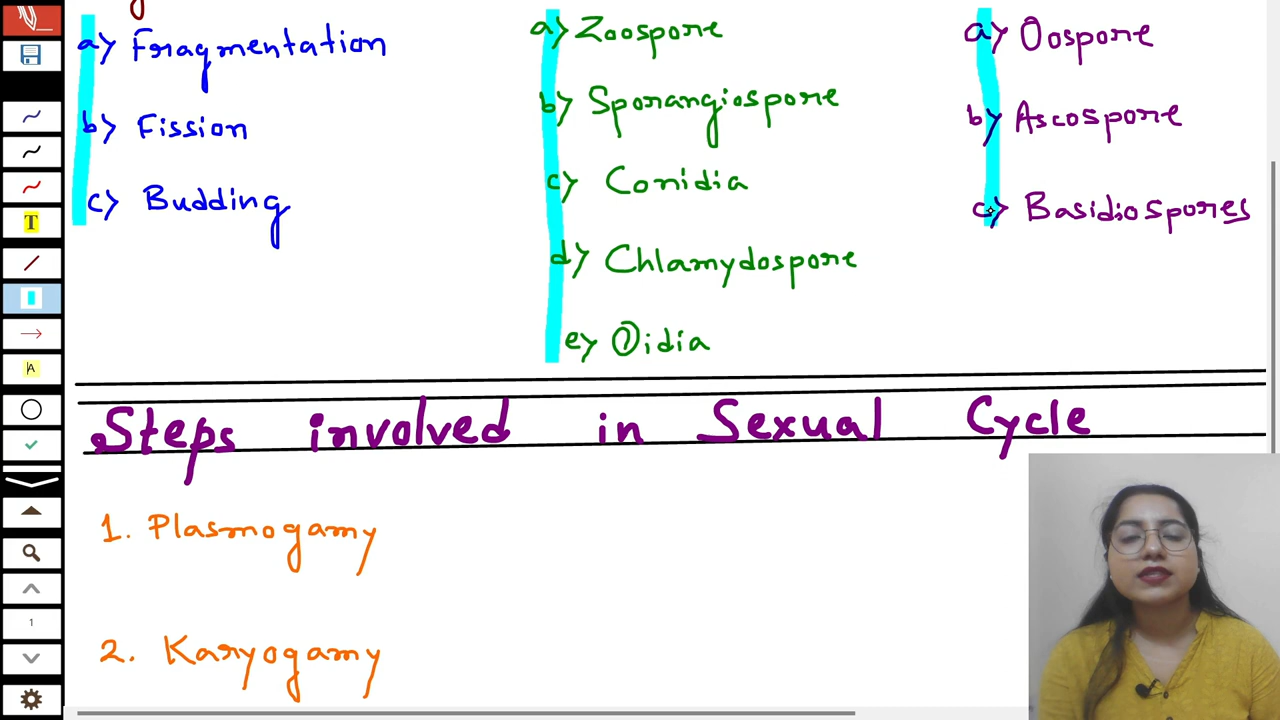 a) Fragmentation
b) Fission
c) Budding
a) Zoospore
b) Sporangiospore
c) Conidia
d) Chlamydospore
e) Oidia
a) Oospore
b) Ascospore
c) Basidiospores
Steps involved in Sexual Cycle
1. Plasmogamy
2. Karyogamy
T
A
1